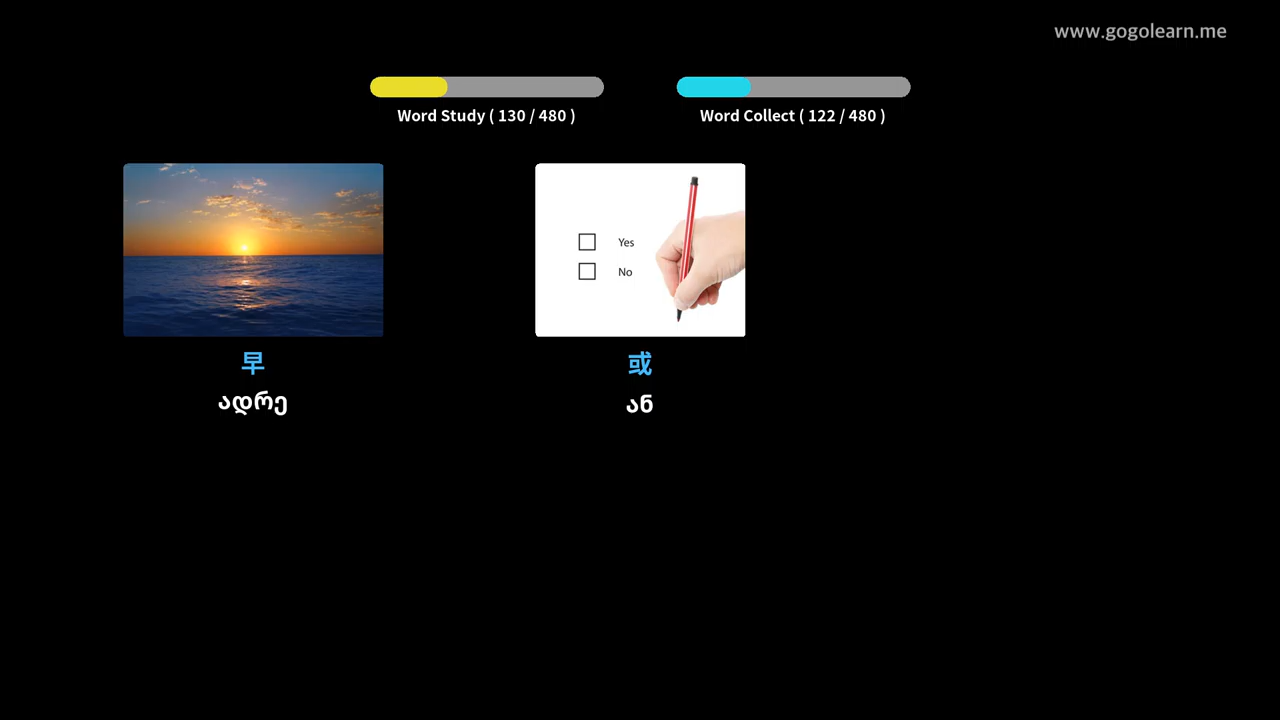 www.gogolearn.me
Word Study ( 130 / 480 )
Word Collect ( 122 / 480 )
Yes
No
早
或
ადრე
ან